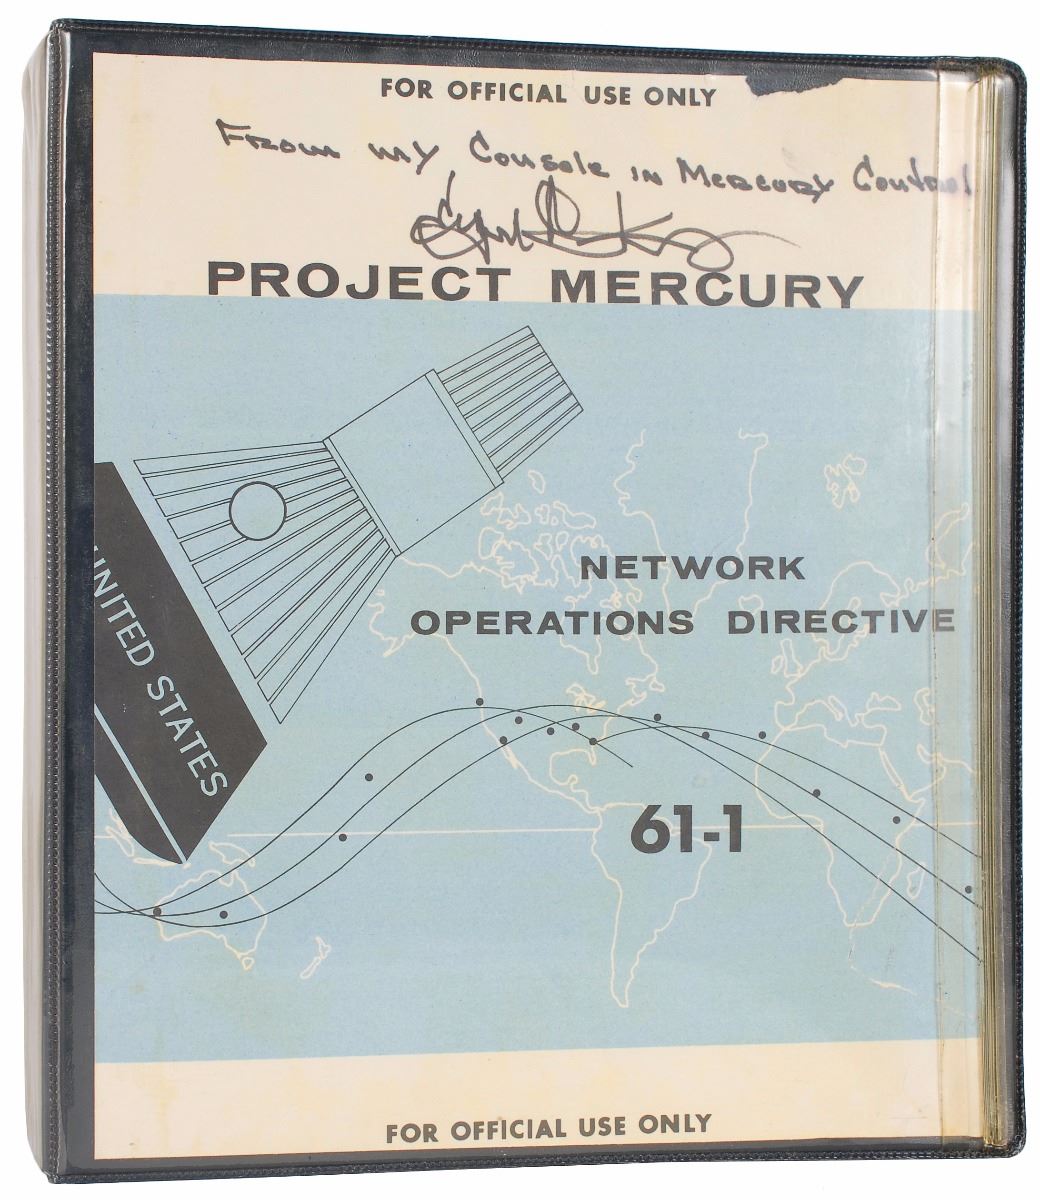 FOR OFFICIAL USE ONLY
From my Console in Mercury Control
PROJECT MERCURY
NETWORK
OPERATIONS DIRECTIVE
UNITED STATES
61-1
FOR OFFICIAL USE ONLY